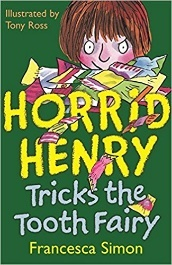 Illustrated by
Tony Ross
HORRID
HENRY
Tricks the
Tooth Fairy
Francesca Simon